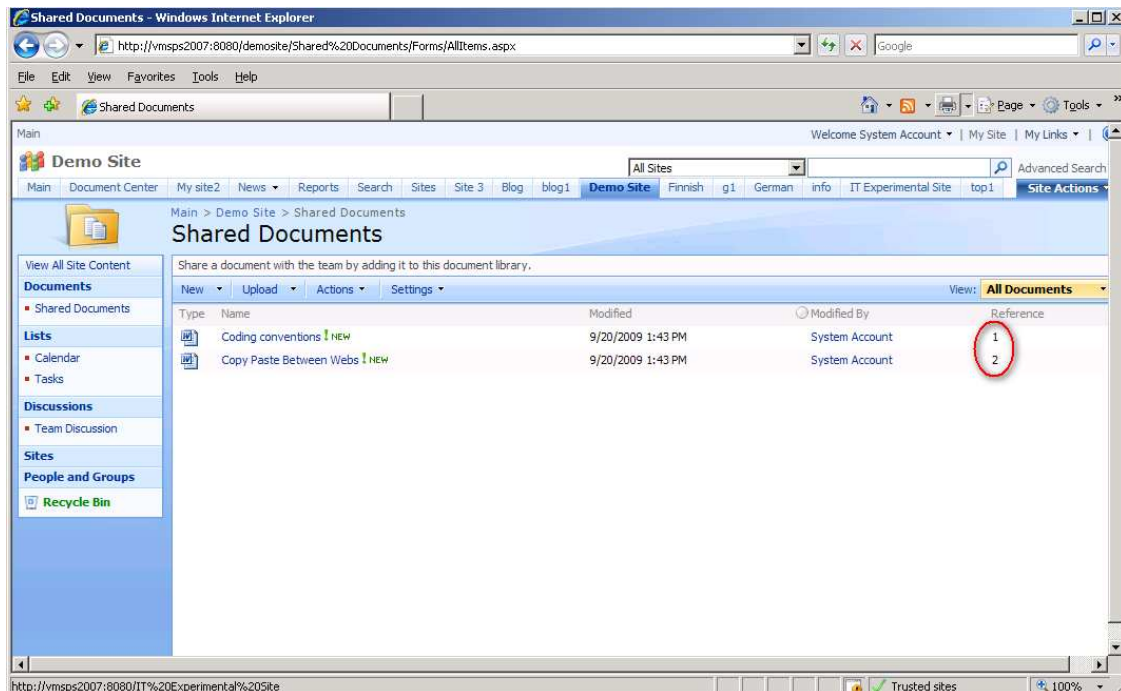 Shared Documents - Windows Internet Explorer
http://vmsps2007:8080/demosite/Shared%20Documents/Forms/AllItems.aspx Google
File Edit View Favorites Tools Help
Shared Documents Page Tools »
Main Welcome System Account | My Site | My Links |
Demo Site All Sites Advanced Search
Main Document Center My site2 News Reports Search Sites Site 3 Blog blog1 Demo Site Finnish g1 German info IT Experimental Site top1 Site Actions
Main > Demo Site > Shared Documents
Shared Documents
View All Site Content Share a document with the team by adding it to this document library.
Documents New Upload Actions Settings View: All Documents
Shared Documents Type Name Modified Modified By Reference
Lists Coding conventions ! NEW 9/20/2009 1:43 PM System Account 1
Calendar Copy Paste Between Webs ! NEW 9/20/2009 1:43 PM System Account 2
Tasks
Discussions
Team Discussion
Sites
People and Groups
Recycle Bin
http://vmsps2007:8080/IT%20Experimental%20Site Trusted sites 100%